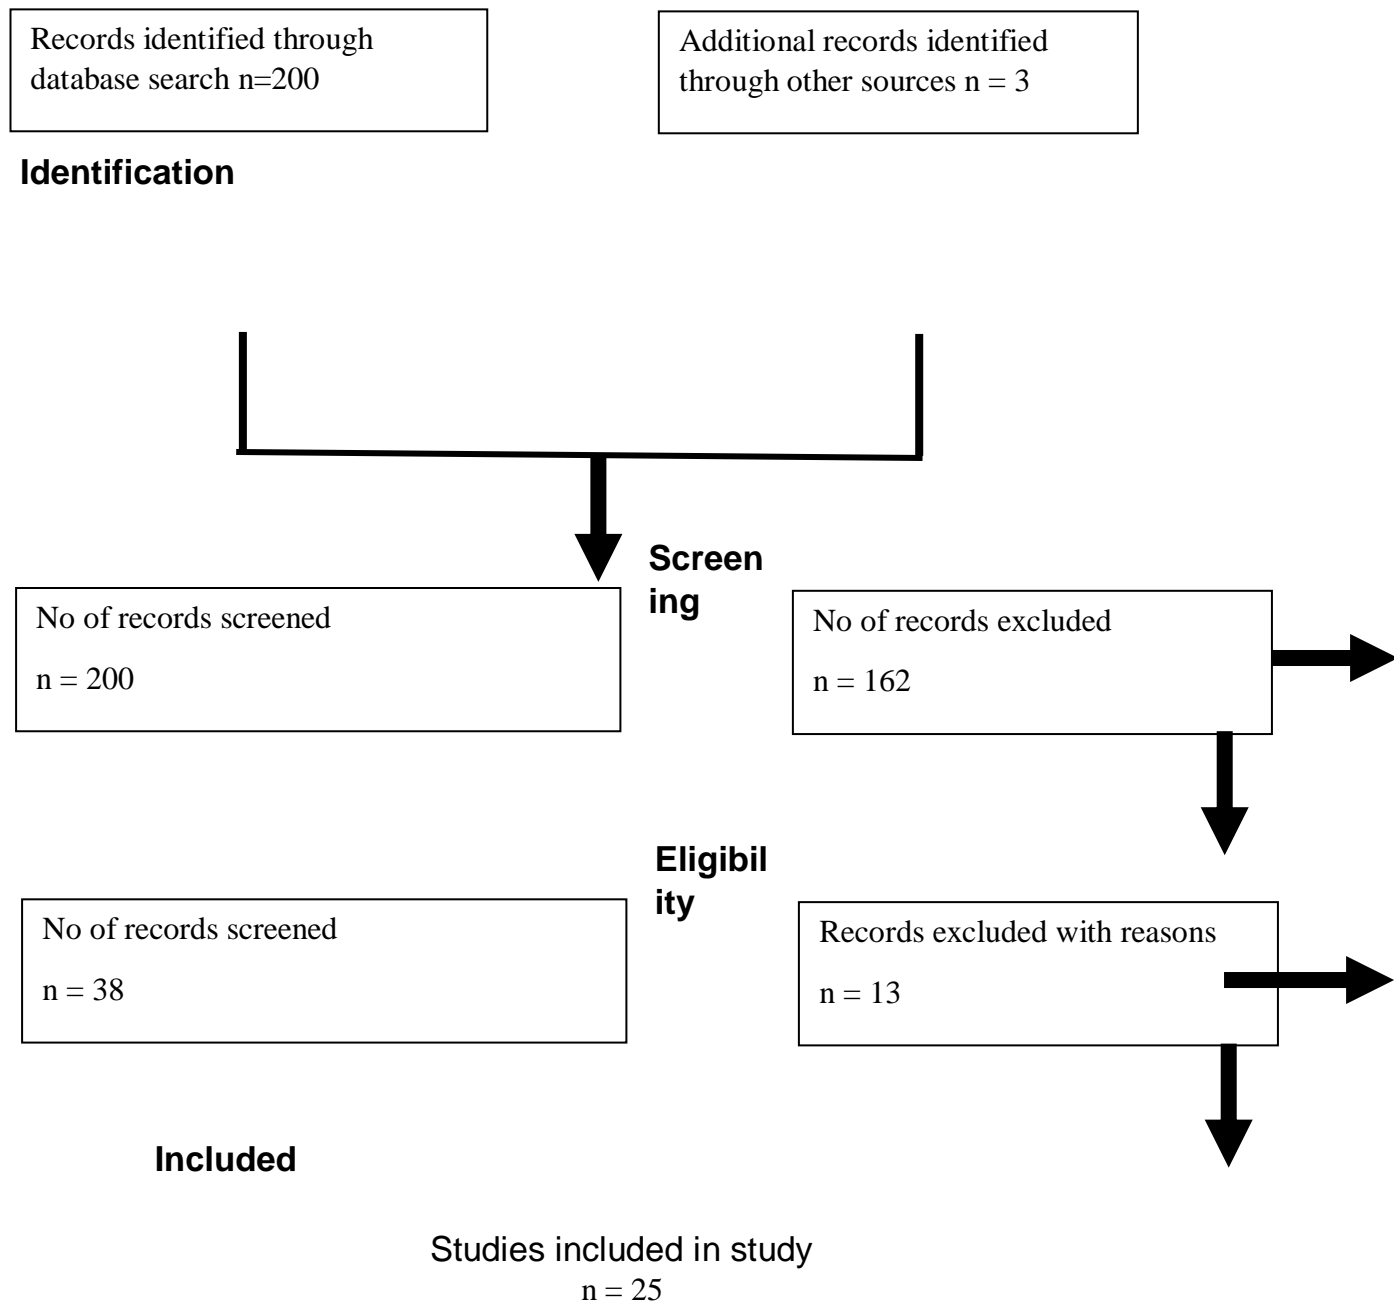 Records identified through
database search n=200
Additional records identified
through other sources n = 3
Identification
Screen
ing
No of records screened
n = 200
No of records excluded
n = 162
Eligibil
ity
No of records screened
n = 38
Records excluded with reasons
n = 13
Included
Studies included in study
n = 25